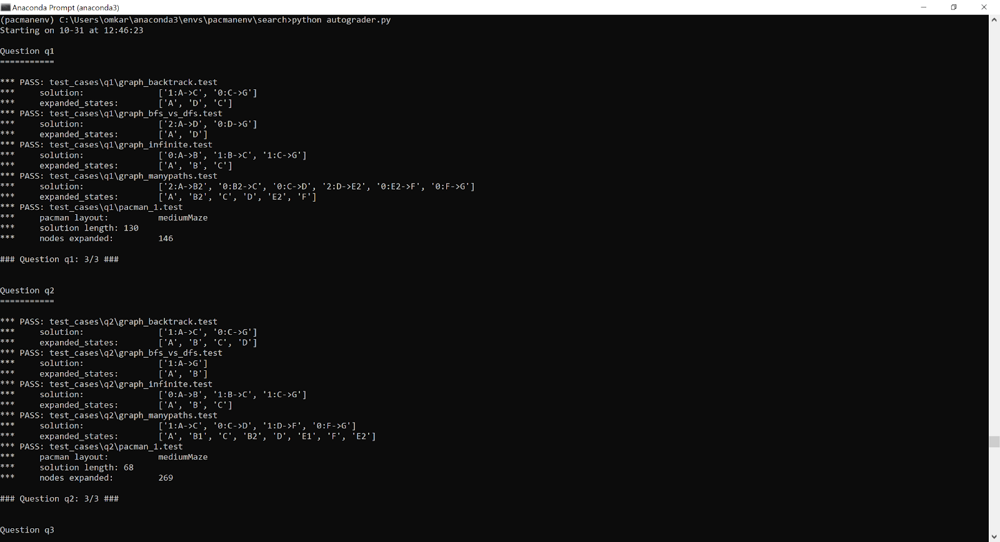 Anaconda Prompt (anaconda3)
(pacmanenv) C:\Users\omkar\anaconda3\envs\pacmanenv\search>python autograder.py
Starting on 10-31 at 12:46:23
Question q1
===========
*** PASS: test_cases\q1\graph_backtrack.test
***     solution:               ['1:A->C', '0:C->G']
***     expanded_states:        ['A', 'D', 'C']
*** PASS: test_cases\q1\graph_bfs_vs_dfs.test
***     solution:               ['2:A->D', '0:D->G']
***     expanded_states:        ['A', 'D']
*** PASS: test_cases\q1\graph_infinite.test
***     solution:               ['0:A->B', '1:B->C', '1:C->G']
***     expanded_states:        ['A', 'B', 'C']
*** PASS: test_cases\q1\graph_manypaths.test
***     solution:               ['2:A->B2', '0:B2->C', '0:C->D', '2:D->E2', '0:E2->F', '0:F->G']
***     expanded_states:        ['A', 'B2', 'C', 'D', 'E2', 'F']
*** PASS: test_cases\q1\pacman_1.test
***     pacman layout:          mediumMaze
***     solution length: 130
***     nodes expanded:         146
### Question q1: 3/3 ###
Question q2
===========
*** PASS: test_cases\q2\graph_backtrack.test
***     solution:               ['1:A->C', '0:C->G']
***     expanded_states:        ['A', 'B', 'C', 'D']
*** PASS: test_cases\q2\graph_bfs_vs_dfs.test
***     solution:               ['1:A->G']
***     expanded_states:        ['A', 'B']
*** PASS: test_cases\q2\graph_infinite.test
***     solution:               ['0:A->B', '1:B->C', '1:C->G']
***     expanded_states:        ['A', 'B', 'C']
*** PASS: test_cases\q2\graph_manypaths.test
***     solution:               ['1:A->C', '0:C->D', '1:D->F', '0:F->G']
***     expanded_states:        ['A', 'B1', 'C', 'B2', 'D', 'E1', 'F', 'E2']
*** PASS: test_cases\q2\pacman_1.test
***     pacman layout:          mediumMaze
***     solution length: 68
***     nodes expanded:         269
### Question q2: 3/3 ###
Question q3